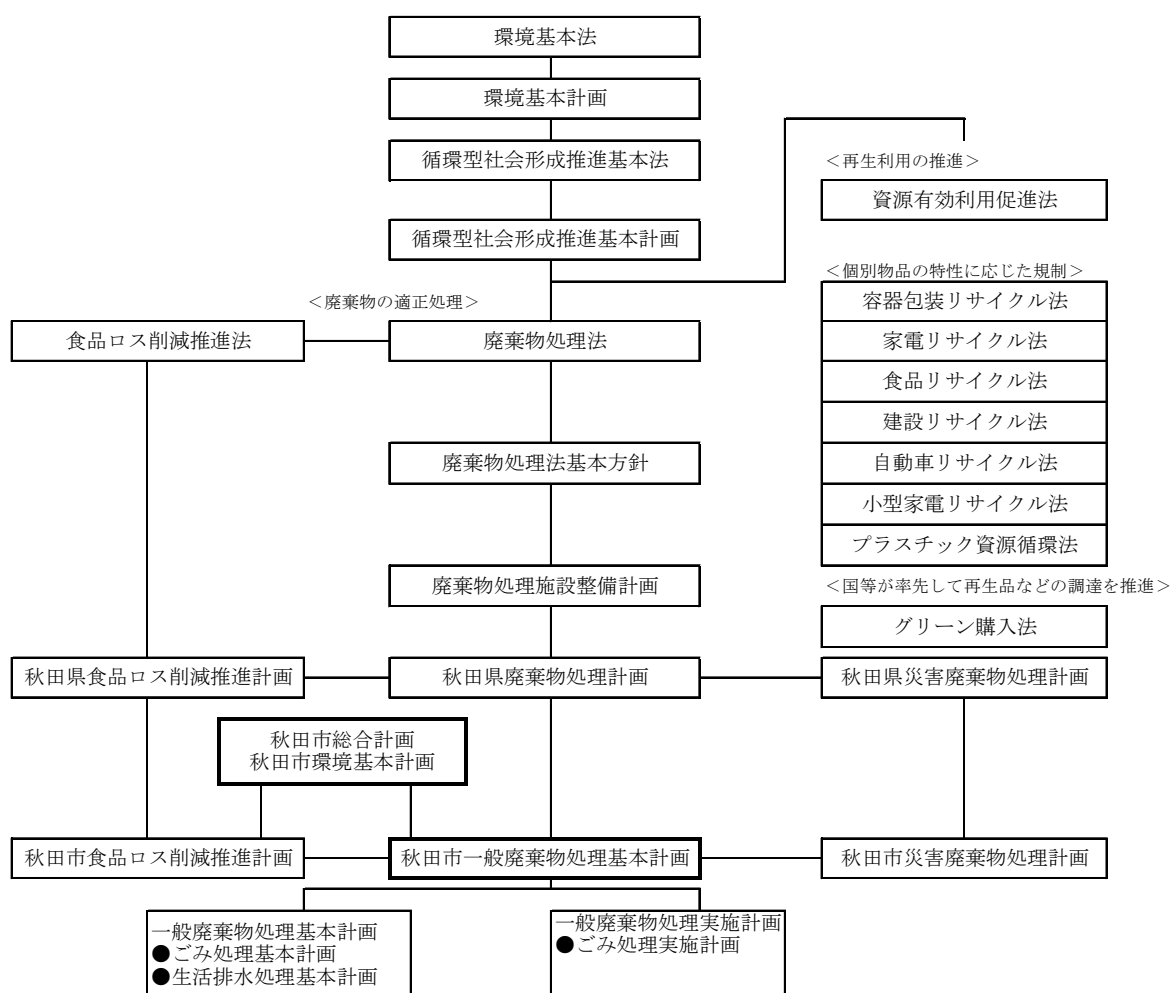 環境基本法
環境基本計画
循環型社会形成推進基本法
循環型社会形成推進基本計画
＜再生利用の推進＞
資源有効利用促進法
＜個別物品の特性に応じた規制＞
容器包装リサイクル法
家電リサイクル法
食品リサイクル法
建設リサイクル法
自動車リサイクル法
小型家電リサイクル法
プラスチック資源循環法
＜国等が率先して再生品などの調達を推進＞
グリーン購入法
＜廃棄物の適正処理＞
食品ロス削減推進法
廃棄物処理法
廃棄物処理法基本方針
廃棄物処理施設整備計画
秋田県食品ロス削減推進計画
秋田県廃棄物処理計画
秋田県災害廃棄物処理計画
秋田市総合計画
秋田市環境基本計画
秋田市食品ロス削減推進計画
秋田市一般廃棄物処理基本計画
秋田市災害廃棄物処理計画
一般廃棄物処理基本計画
●ごみ処理基本計画
●生活排水処理基本計画
一般廃棄物処理実施計画
●ごみ処理実施計画